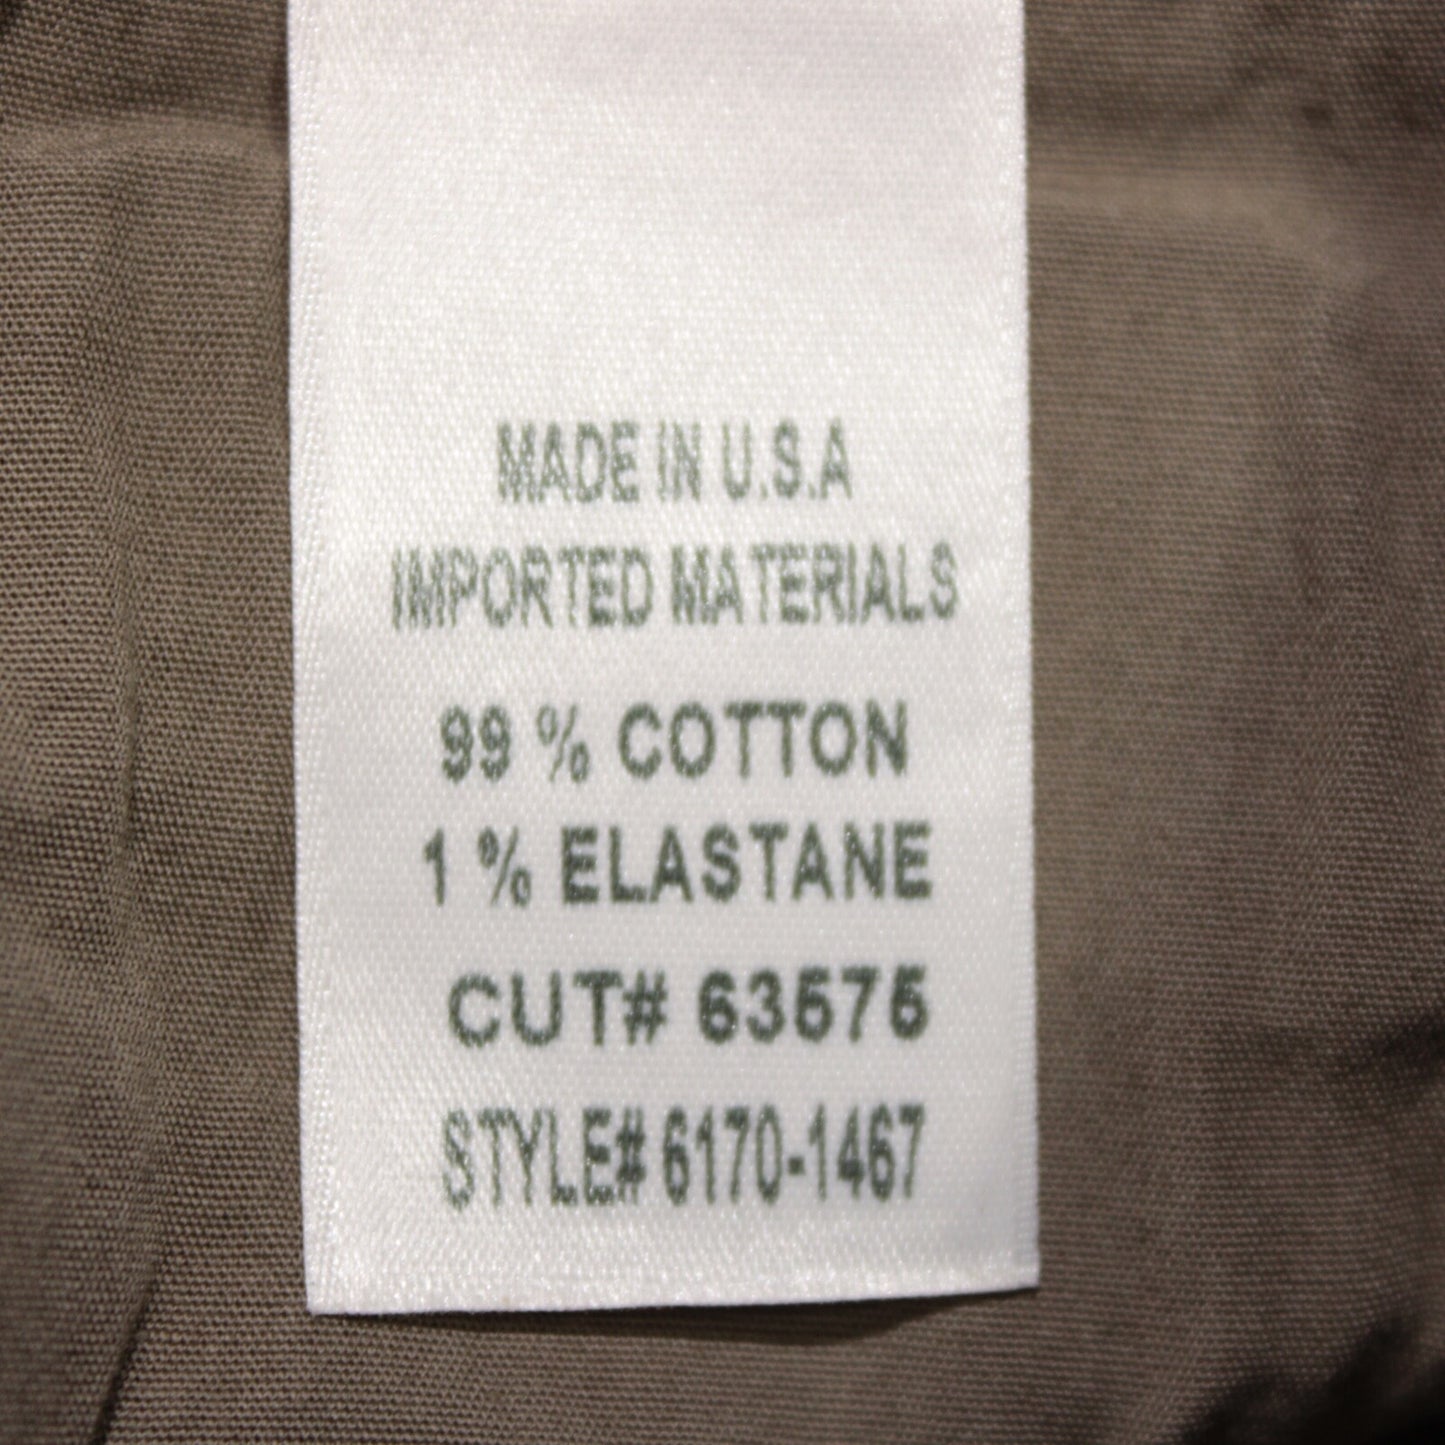 MADE IN U.S.A
IMPORTED MATERIALS
99 % COTTON
1 % ELASTANE
CUT# 63575
STYLE# 6170-1467